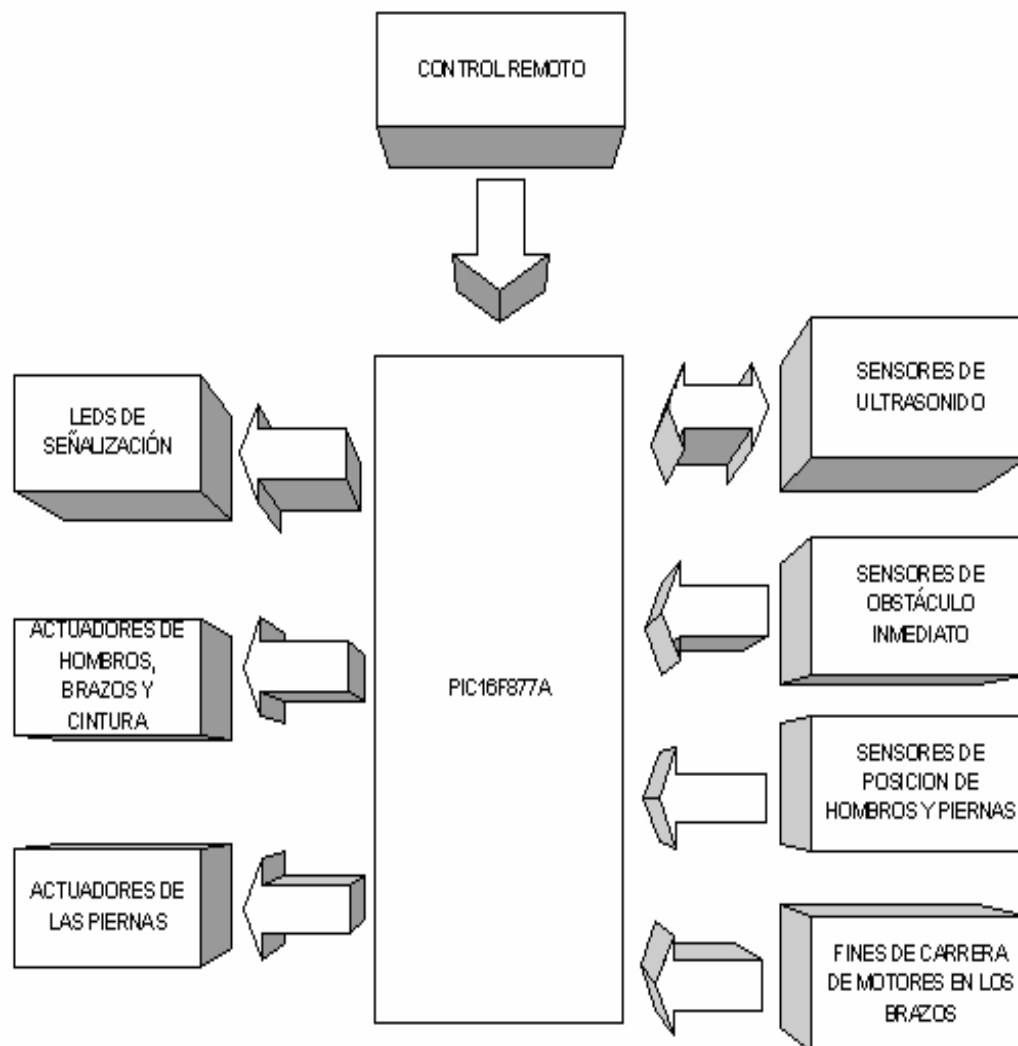 CONTROL REMOTO
LEDS DE
SEÑALIZACIÓN
ACTUADORES DE
HOMBROS,
BRAZOS Y
CINTURA
ACTUADORES DE
LAS PIERNAS
PIC16F877A
SENSORES DE
ULTRASONIDO
SENSORES DE
OBSTÁCULO
INMEDIATO
SENSORES DE
POSICION DE
HOMBROS Y PIERNAS
FINES DE CARRERA
DE MOTORES EN LOS
BRAZOS